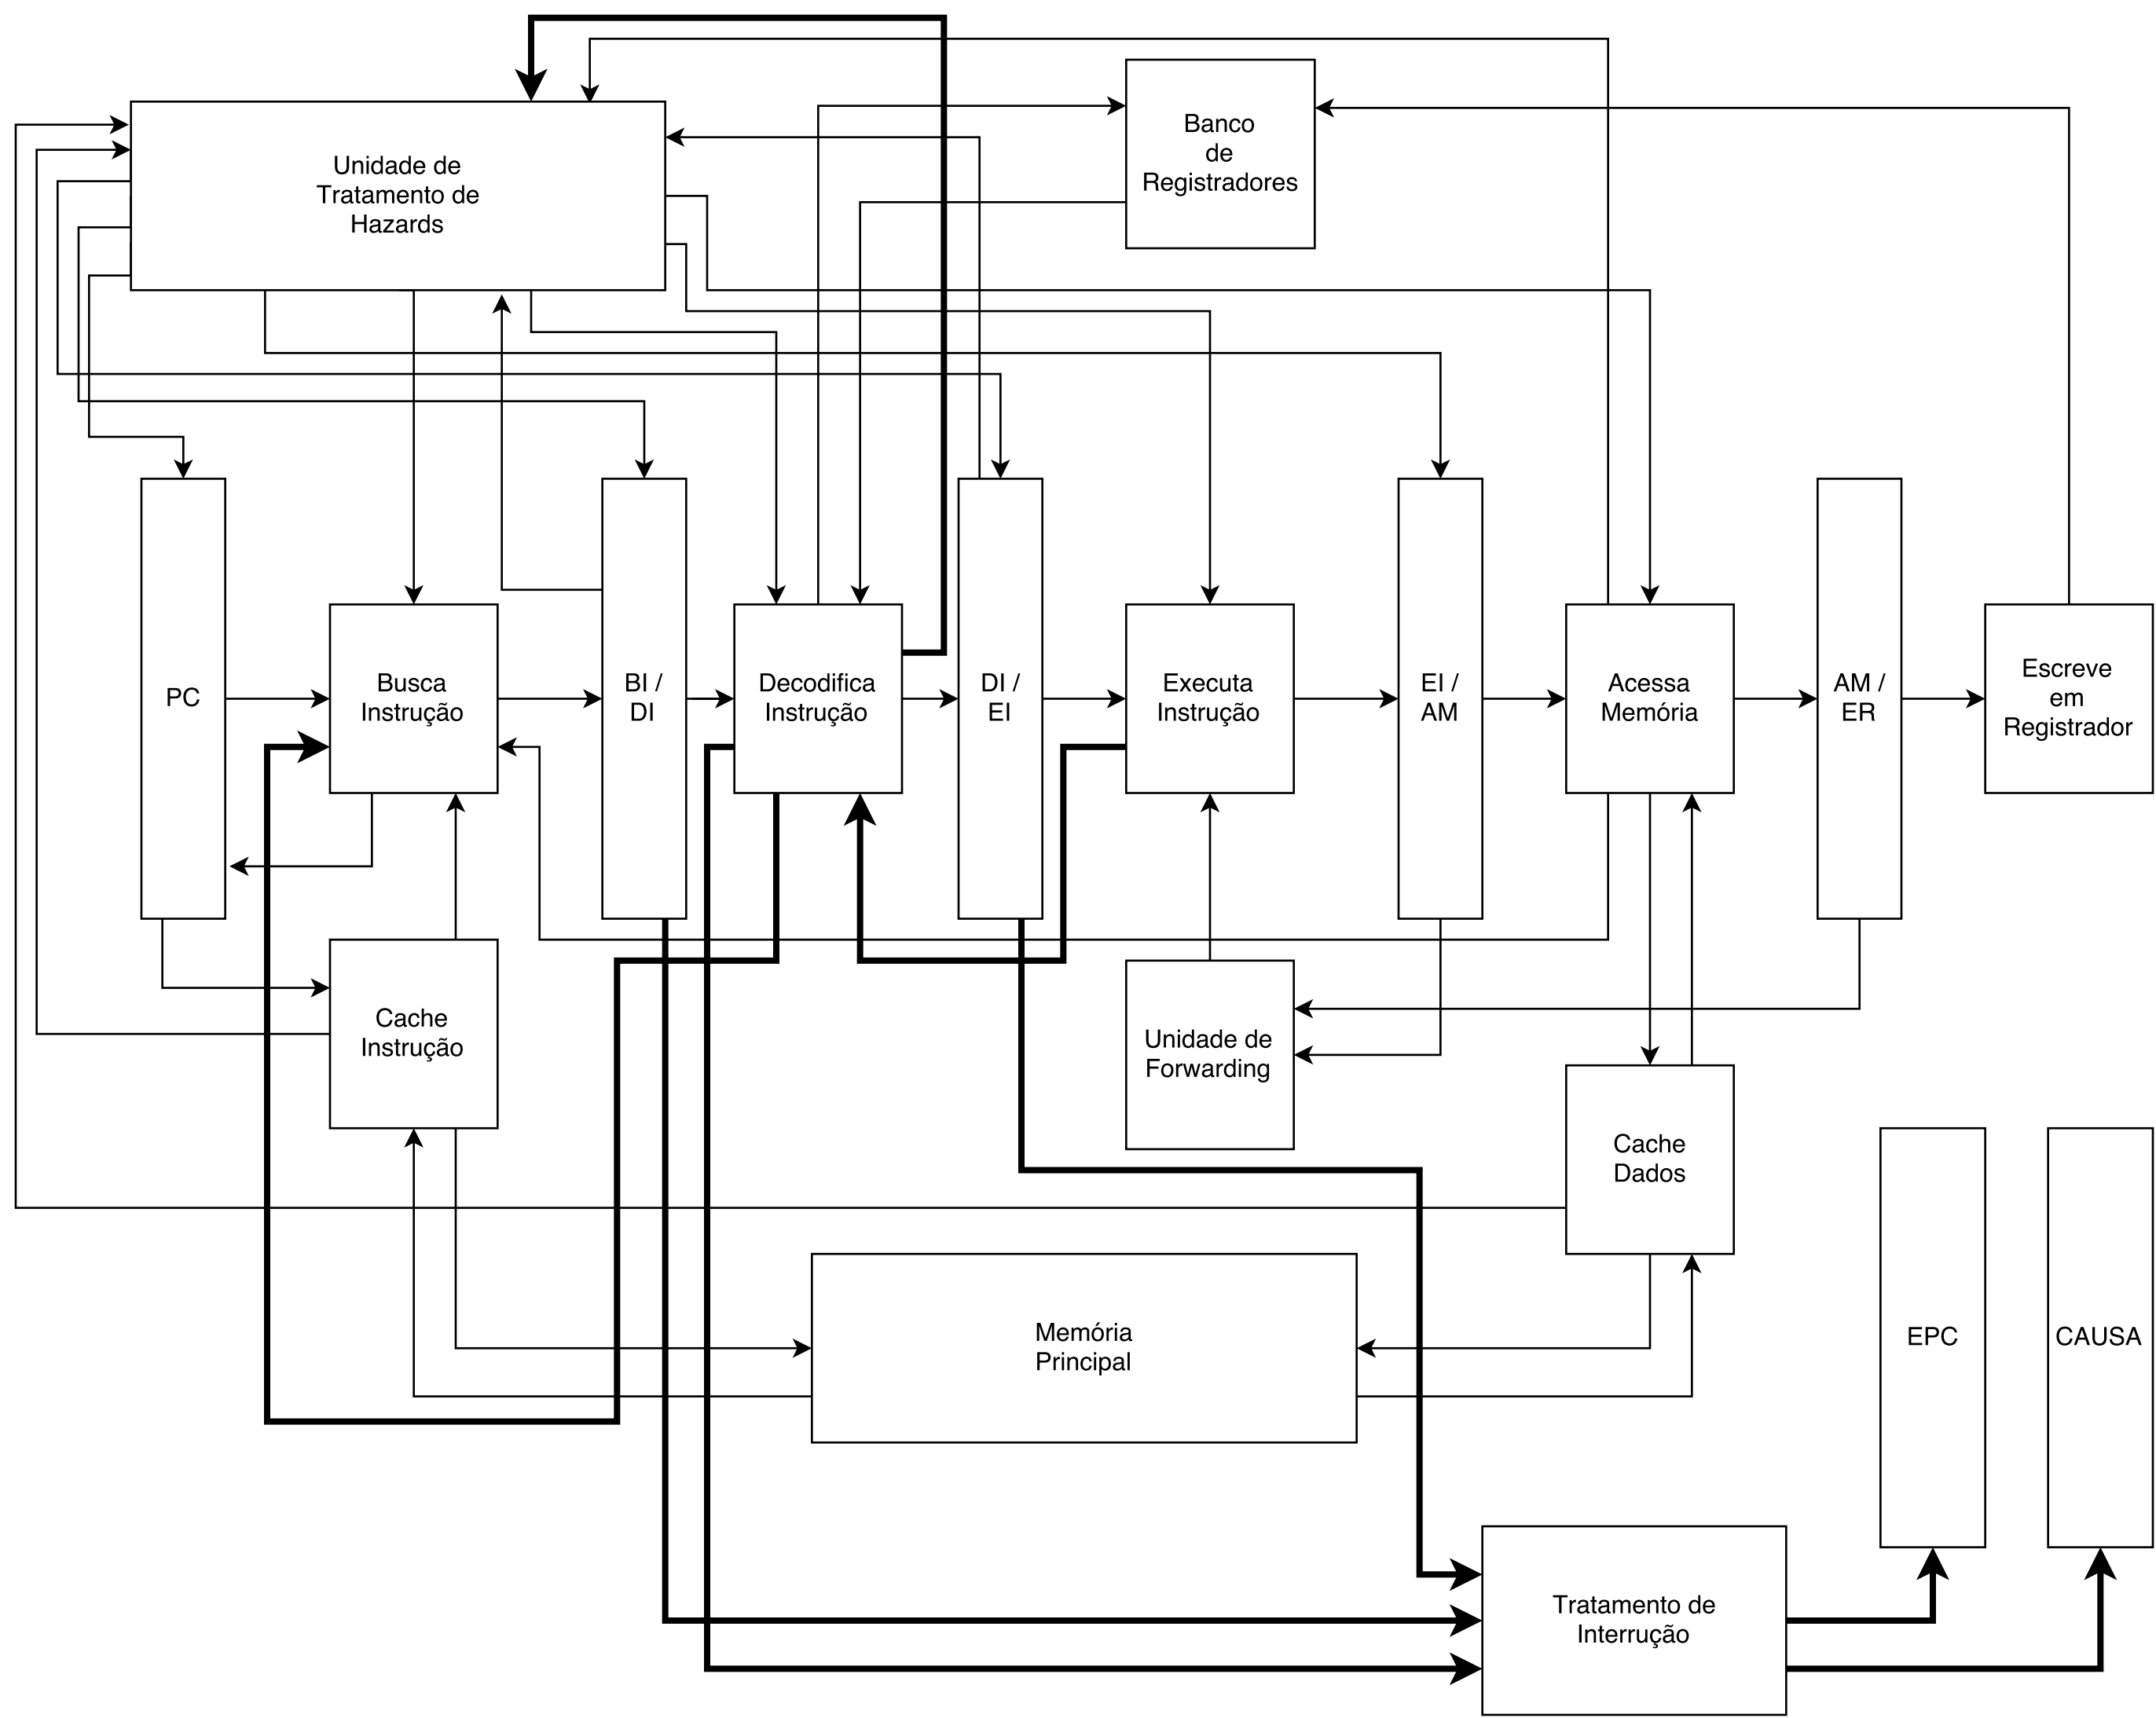 Unidade de
Tratamento de
Hazards
Banco
de
Registradores
PC
Busca
Instrução
BI /
DI
Decodifica
Instrução
DI /
EI
Executa
Instrução
EI /
AM
Acessa
Memória
AM /
ER
Escreve
em
Registrador
Cache
Instrução
Unidade de
Forwarding
Cache
Dados
Memória
Principal
EPC
CAUSA
Tratamento de
Interrução